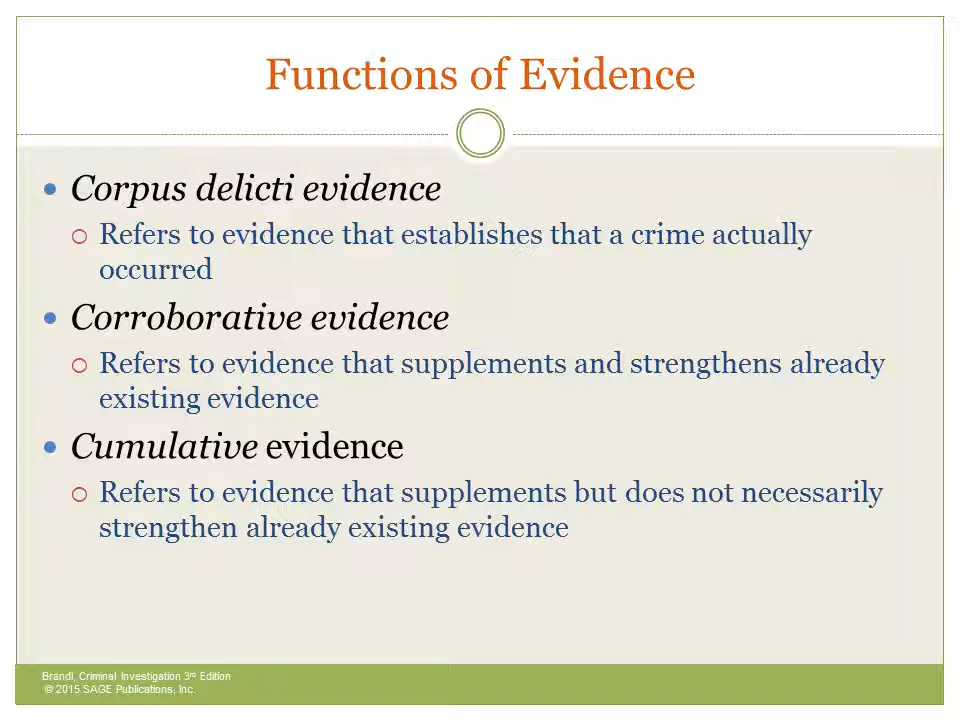 Functions of Evidence
Corpus delicti evidence
Refers to evidence that establishes that a crime actually
occurred
Corroborative evidence
Refers to evidence that supplements and strengthens already
existing evidence
Cumulative evidence
Refers to evidence that supplements but does not necessarily
strengthen already existing evidence
Brandl, Criminal Investigation 3rd Edition
© 2015 SAGE Publications, Inc.